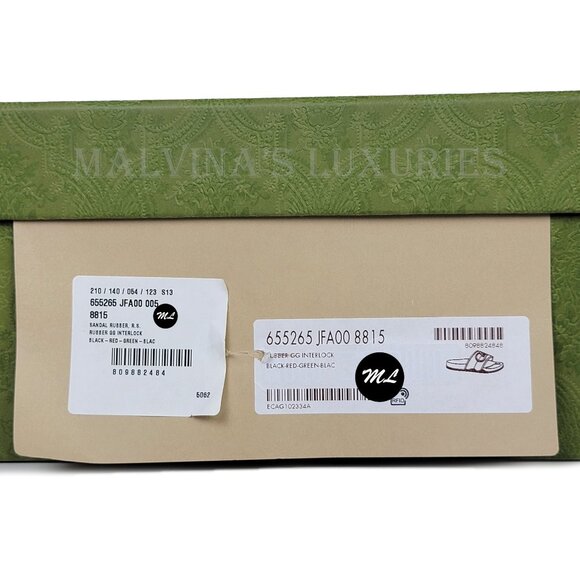 MALVINA'S LUXURIES
210 / 140 / 054 / 123 S13
655265 JFA00 005
8815
ML
SANDAL RUBBER, R.S.
RUBBER GG INTERLOCK
BLACK-RED-GREEN-BLAC
809882484
5062
655265 JFA00 8815
UBBER GG INTERLOCK
BLACK-RED-GREEN-BLAC
8098824848
ML
ECAG102334A
RFID